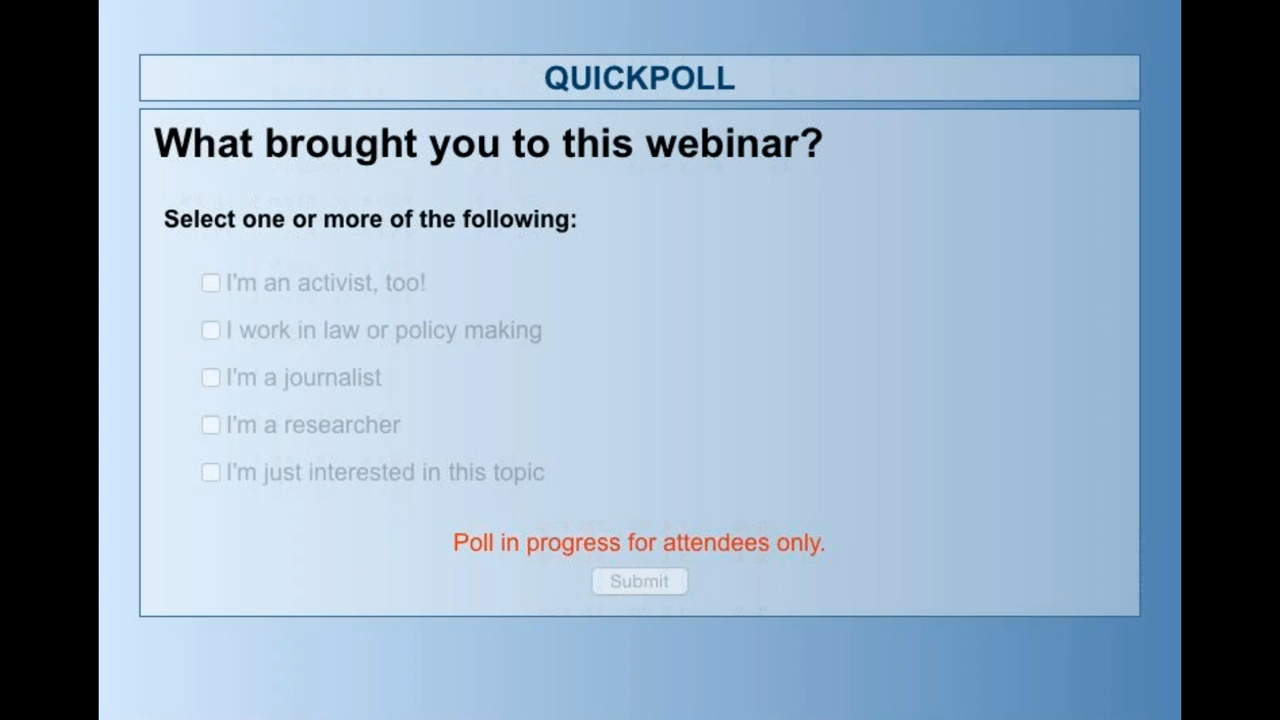 QUICKPOLL
What brought you to this webinar?
Select one or more of the following:
I'm an activist, too!
I work in law or policy making
I'm a journalist
I'm a researcher
I'm just interested in this topic
Poll in progress for attendees only.
Submit